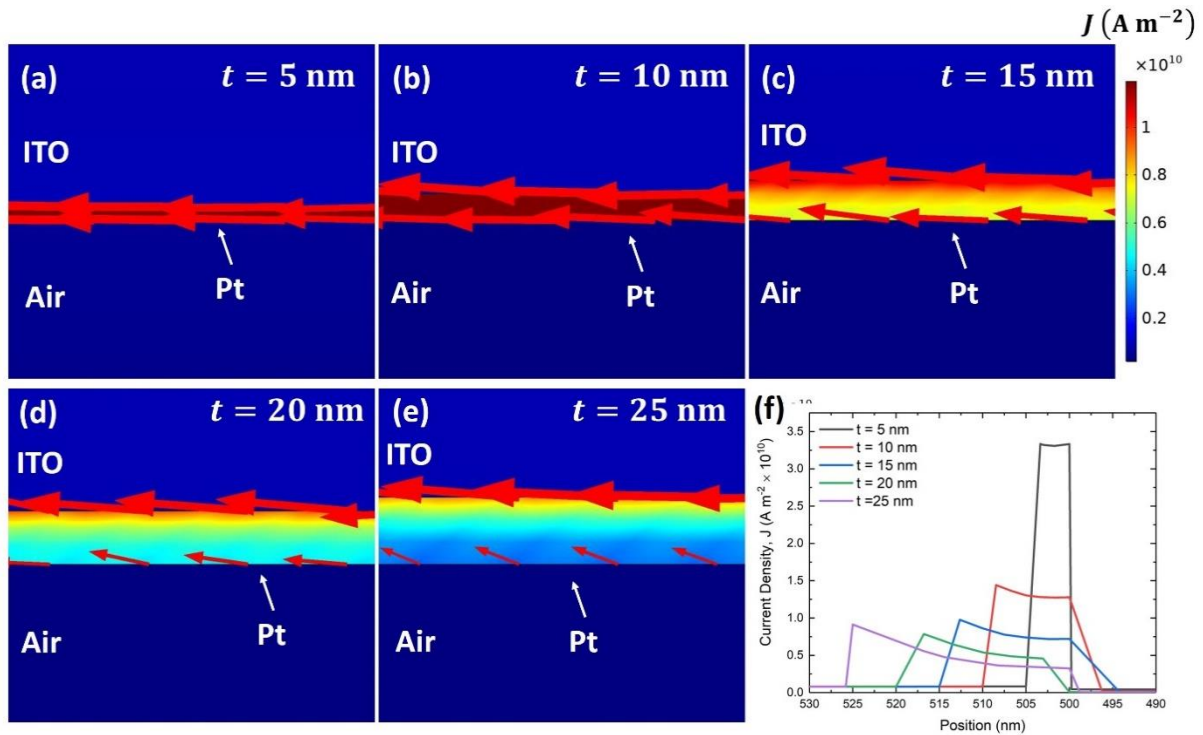 J (A m⁻²)
×10¹⁰
(a) t = 5 nm
ITO
Pt
Air
(b) t = 10 nm
ITO
Pt
Air
(c) t = 15 nm
ITO
Pt
Air
1
0.8
0.6
0.4
0.2
(d) t = 20 nm
ITO
Pt
Air
(e) t = 25 nm
ITO
Pt
Air
(f)
t = 5 nm
t = 10 nm
t = 15 nm
t = 20 nm
t =25 nm
Current Density, J (A m⁻² × 10¹⁰)
3.5
3.0
2.5
2.0
1.5
1.0
0.5
0.0
530 525 520 515 510 505 500 495 490
Position (nm)